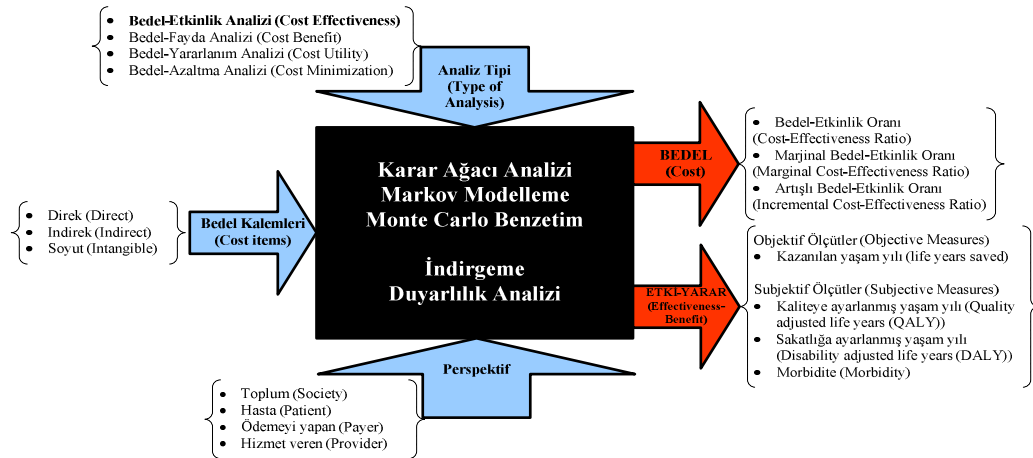 Bedel-Etkinlik Analizi (Cost Effectiveness)
Bedel-Fayda Analizi (Cost Benefit)
Bedel-Yararlanım Analizi (Cost Utility)
Bedel-Azaltma Analizi (Cost Minimization)
Analiz Tipi
(Type of
Analysis)
Direk (Direct)
Indirek (Indirect)
Soyut (Intangible)
Bedel Kalemleri
(Cost items)
Karar Ağacı Analizi
Markov Modelleme
Monte Carlo Benzetim
İndirgeme
Duyarlılık Analizi
BEDEL
(Cost)
Bedel-Etkinlik Oranı
(Cost-Effectiveness Ratio)
Marjinal Bedel-Etkinlik Oranı
(Marginal Cost-Effectiveness Ratio)
Artışlı Bedel-Etkinlik Oranı
(Incremental Cost-Effectiveness Ratio)
ETKİ-YARAR
(Effectiveness-
Benefit)
Objektif Ölçütler (Objective Measures)
Kazanılan yaşam yılı (life years saved)
Subjektif Ölçütler (Subjective Measures)
Kaliteye ayarlanmış yaşam yılı (Quality
adjusted life years (QALY))
Sakatlığa ayarlanmış yaşam yılı
(Disability adjusted life years (DALY))
Morbidite (Morbidity)
Perspektif
Toplum (Society)
Hasta (Patient)
Ödemeyi yapan (Payer)
Hizmet veren (Provider)